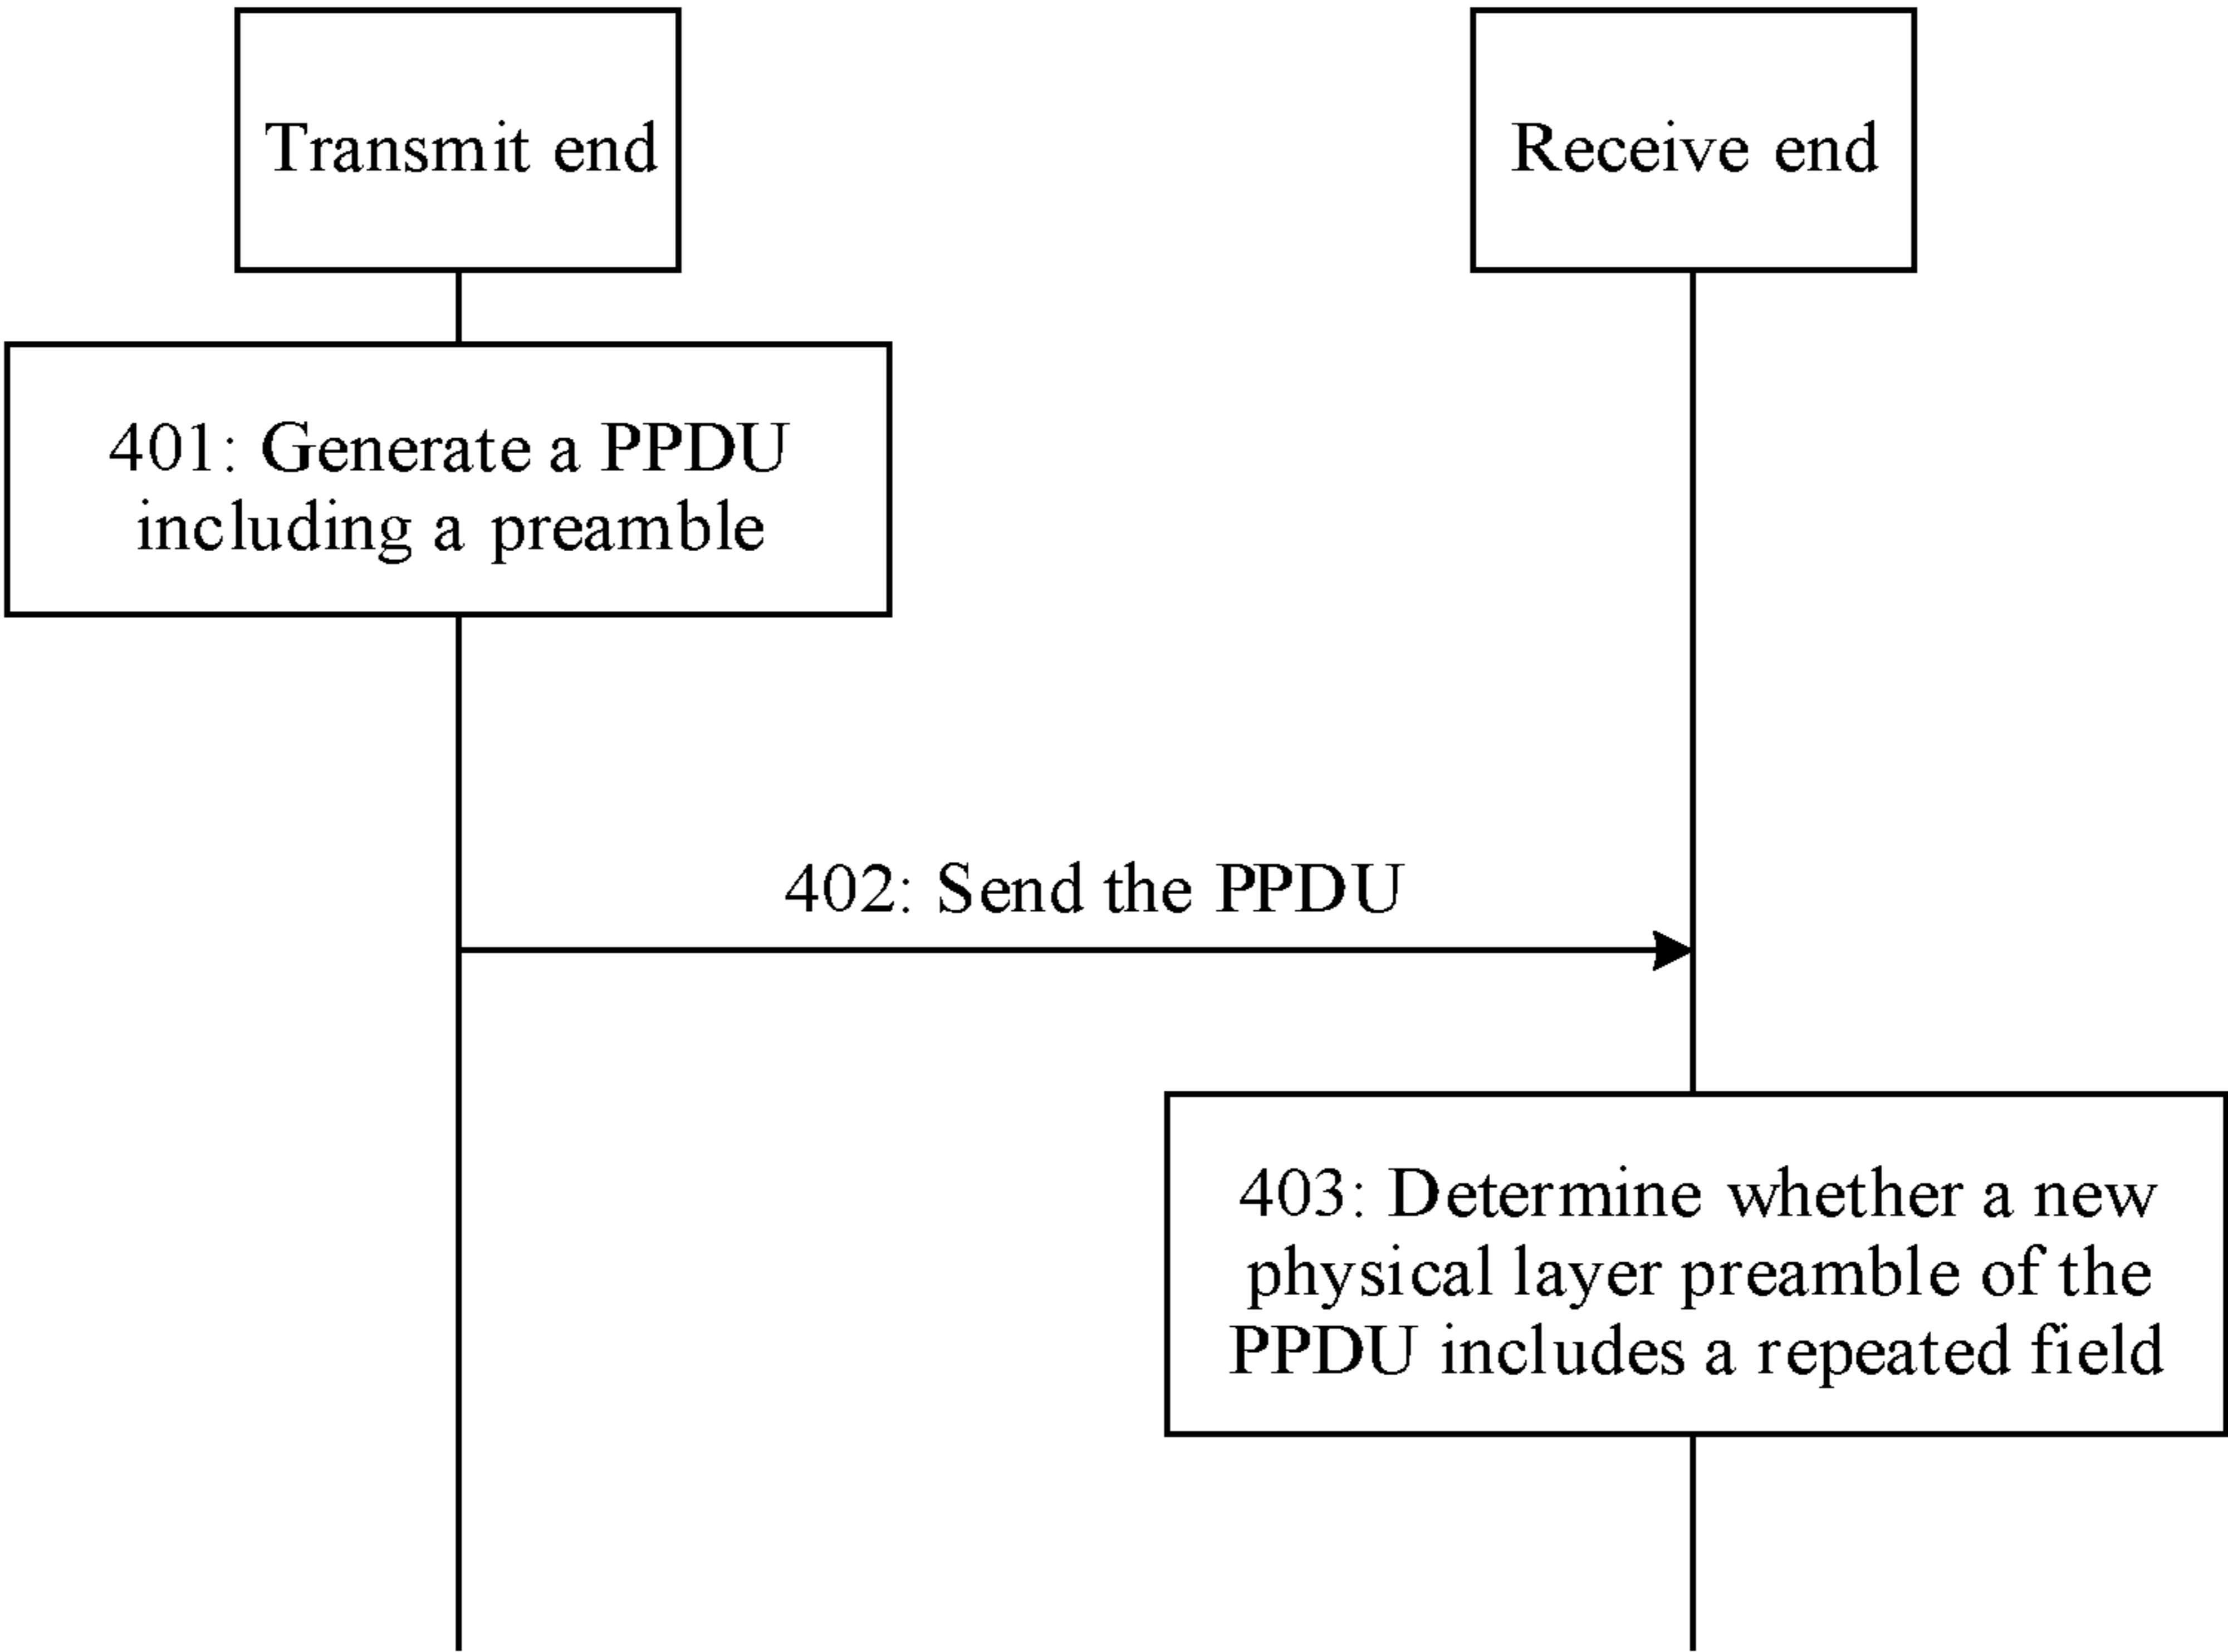 Transmit end
Receive end
401: Generate a PPDU
including a preamble
402: Send the PPDU
403: Determine whether a new
physical layer preamble of the
PPDU includes a repeated field